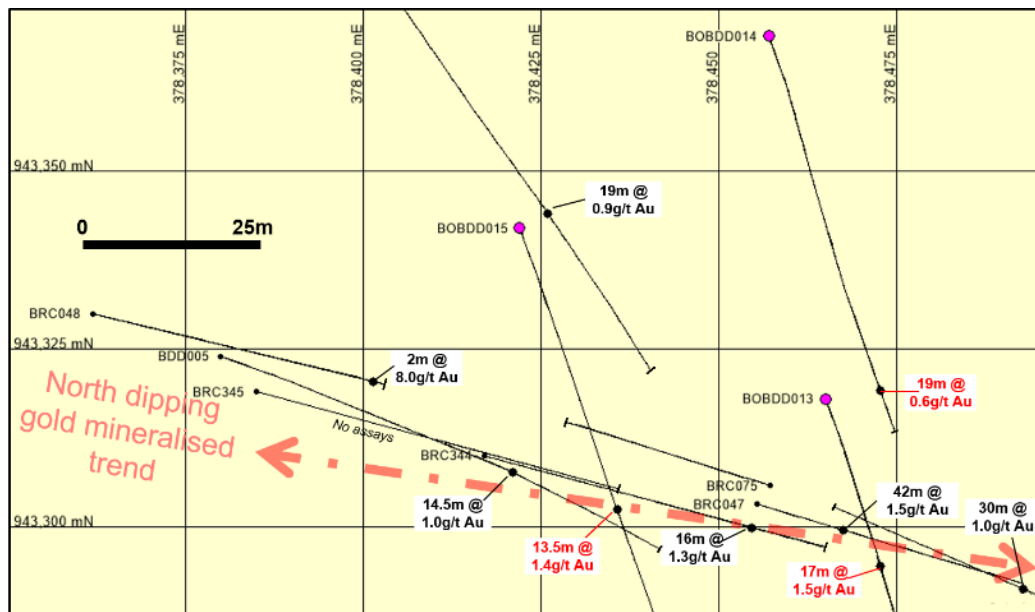 378,375 mE
378,400 mE
378,425 mE
378,450 mE
378,475 mE
BOBDD014
943,350 mN
19m @
0.9g/t Au
0
25m
BOBDD015
BRC048
943,325 mN
BDD005
2m @
8.0g/t Au
BRC345
North dipping
gold mineralised
trend
No assays
BOBDD013
19m @
0.6g/t Au
BRC344
BRC075
BRC047
14.5m @
1.0g/t Au
42m @
1.5g/t Au
30m @
1.0g/t Au
943,300 mN
13.5m @
1.4g/t Au
16m @
1.3g/t Au
17m @
1.5g/t Au